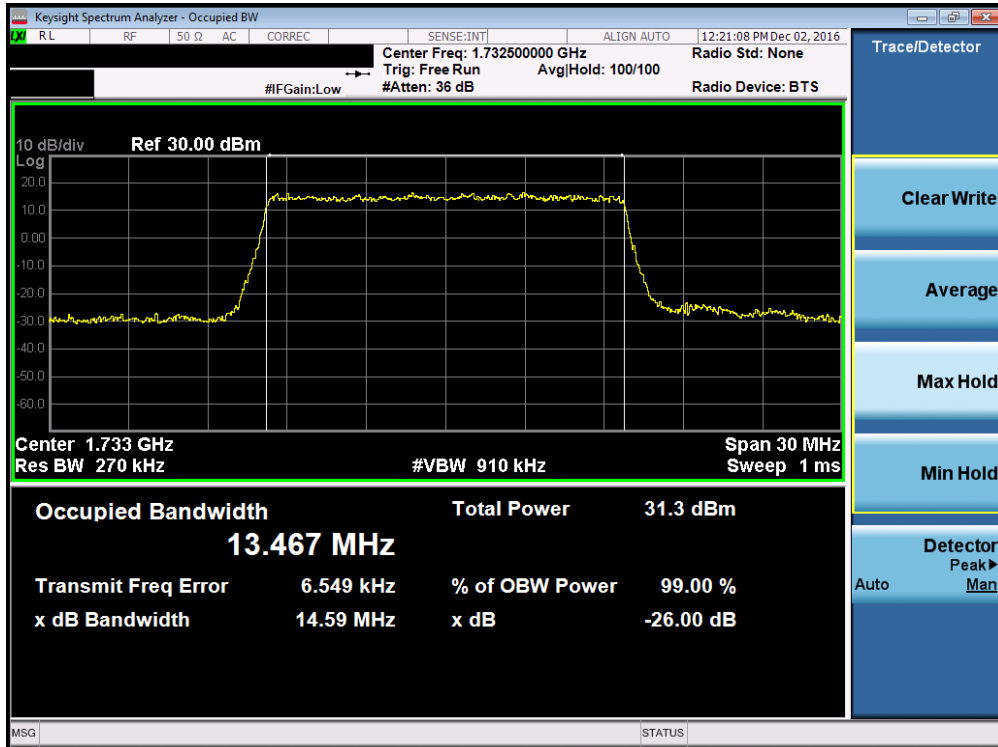 Keysight Spectrum Analyzer - Occupied BW
LXI RL RF 50 Ω AC CORREC SENSE:INT ALIGN AUTO 12:21:08 PM Dec 02, 2016
Center Freq: 1.732500000 GHz Radio Std: None
Trig: Free Run Avg|Hold: 100/100
#IFGain:Low #Atten: 36 dB Radio Device: BTS
10 dB/div Ref 30.00 dBm
Log
20.0
10.0
0.00
-10.0
-20.0
-30.0
-40.0
-50.0
-60.0
Center 1.733 GHz Span 30 MHz
Res BW 270 kHz #VBW 910 kHz Sweep 1 ms
Occupied Bandwidth Total Power 31.3 dBm
13.467 MHz
Transmit Freq Error 6.549 kHz % of OBW Power 99.00 %
x dB Bandwidth 14.59 MHz x dB -26.00 dB
Trace/Detector
Clear Write
Average
Max Hold
Min Hold
Detector
Peak▶
Auto Man
MSG STATUS